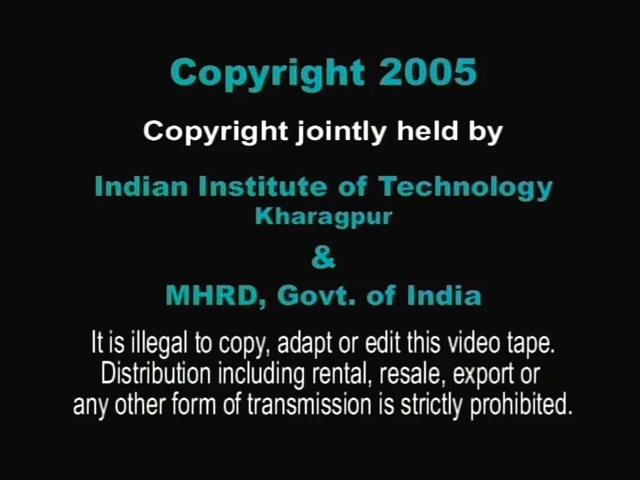 Copyright 2005
Copyright jointly held by
Indian Institute of Technology
Kharagpur
&
MHRD, Govt. of India
It is illegal to copy, adapt or edit this video tape.
Distribution including rental, resale, export or
any other form of transmission is strictly prohibited.